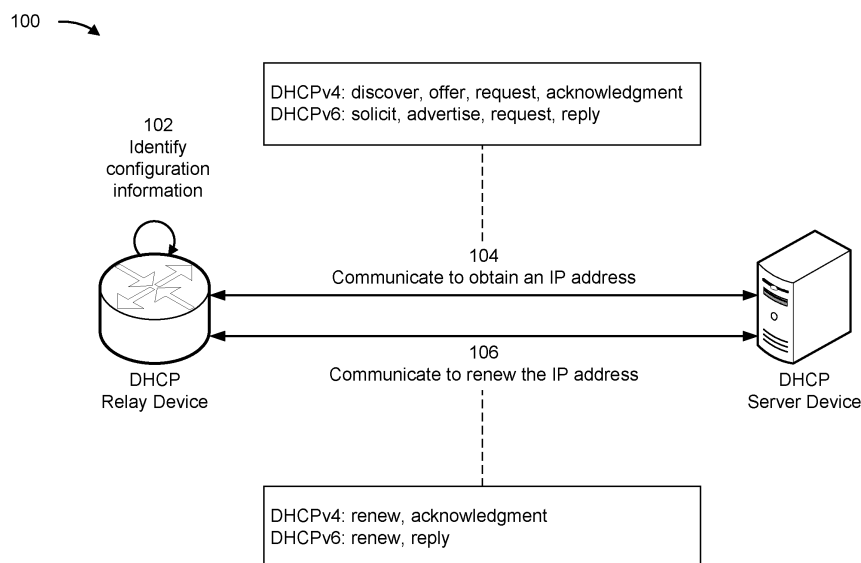 100
DHCPv4: discover, offer, request, acknowledgment
DHCPv6: solicit, advertise, request, reply
102
Identify
configuration
information
104
Communicate to obtain an IP address
106
Communicate to renew the IP address
DHCP
Relay Device
DHCP
Server Device
DHCPv4: renew, acknowledgment
DHCPv6: renew, reply